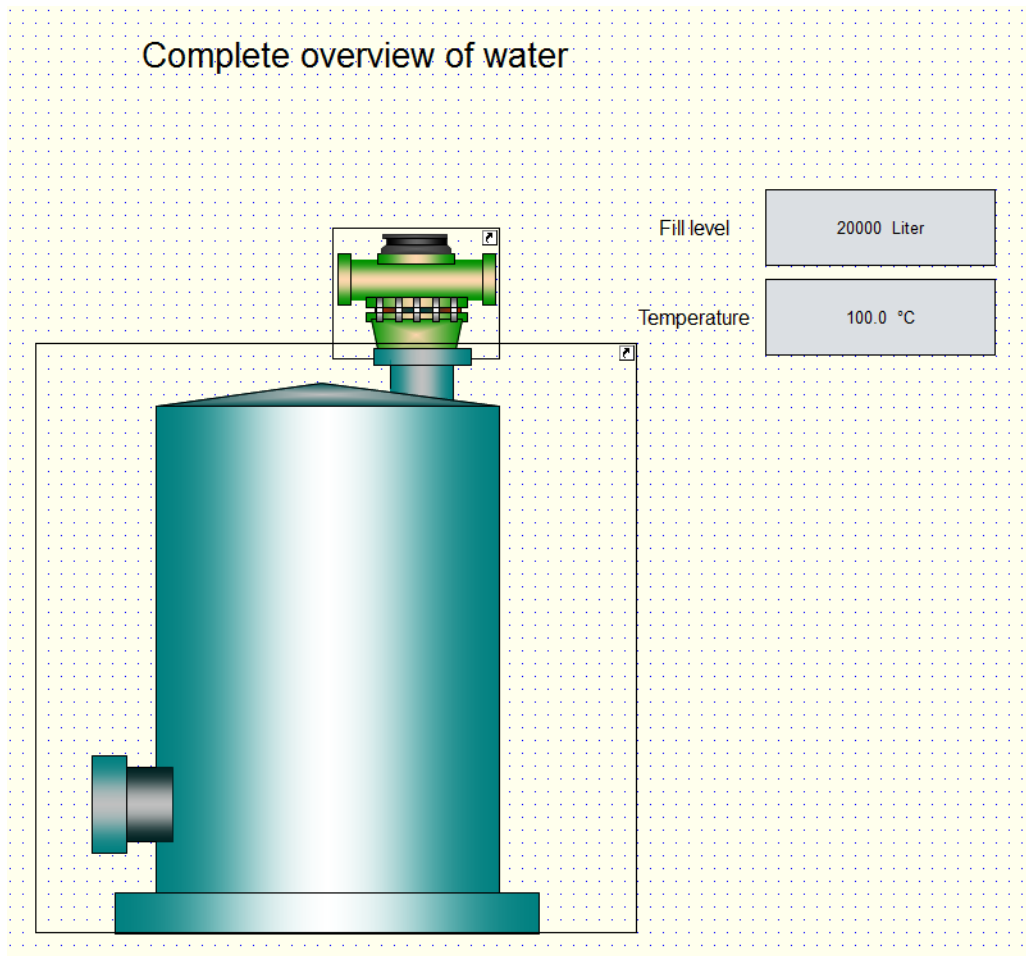 Complete overview of water
Fill level
20000 Liter
Temperature
100.0 °C